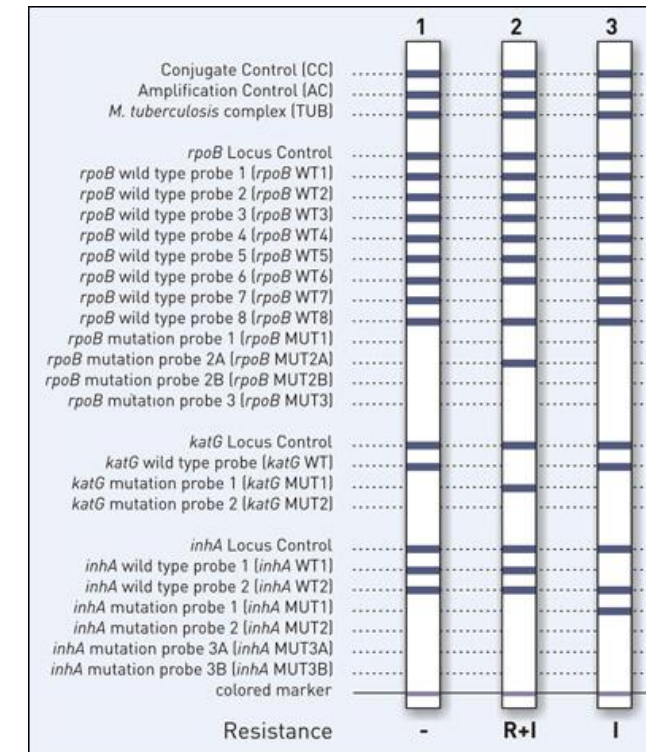 1 2 3
Conjugate Control (CC)
Amplification Control (AC)
M. tuberculosis complex (TUB)
rpoB Locus Control
rpoB wild type probe 1 (rpoB WT1)
rpoB wild type probe 2 (rpoB WT2)
rpoB wild type probe 3 (rpoB WT3)
rpoB wild type probe 4 (rpoB WT4)
rpoB wild type probe 5 (rpoB WT5)
rpoB wild type probe 6 (rpoB WT6)
rpoB wild type probe 7 (rpoB WT7)
rpoB wild type probe 8 (rpoB WT8)
rpoB mutation probe 1 (rpoB MUT1)
rpoB mutation probe 2A (rpoB MUT2A)
rpoB mutation probe 2B (rpoB MUT2B)
rpoB mutation probe 3 (rpoB MUT3)
katG Locus Control
katG wild type probe (katG WT)
katG mutation probe 1 (katG MUT1)
katG mutation probe 2 (katG MUT2)
inhA Locus Control
inhA wild type probe 1 (inhA WT1)
inhA wild type probe 2 (inhA WT2)
inhA mutation probe 1 (inhA MUT1)
inhA mutation probe 2 (inhA MUT2)
inhA mutation probe 3A (inhA MUT3A)
inhA mutation probe 3B (inhA MUT3B)
colored marker
Resistance - R+I I